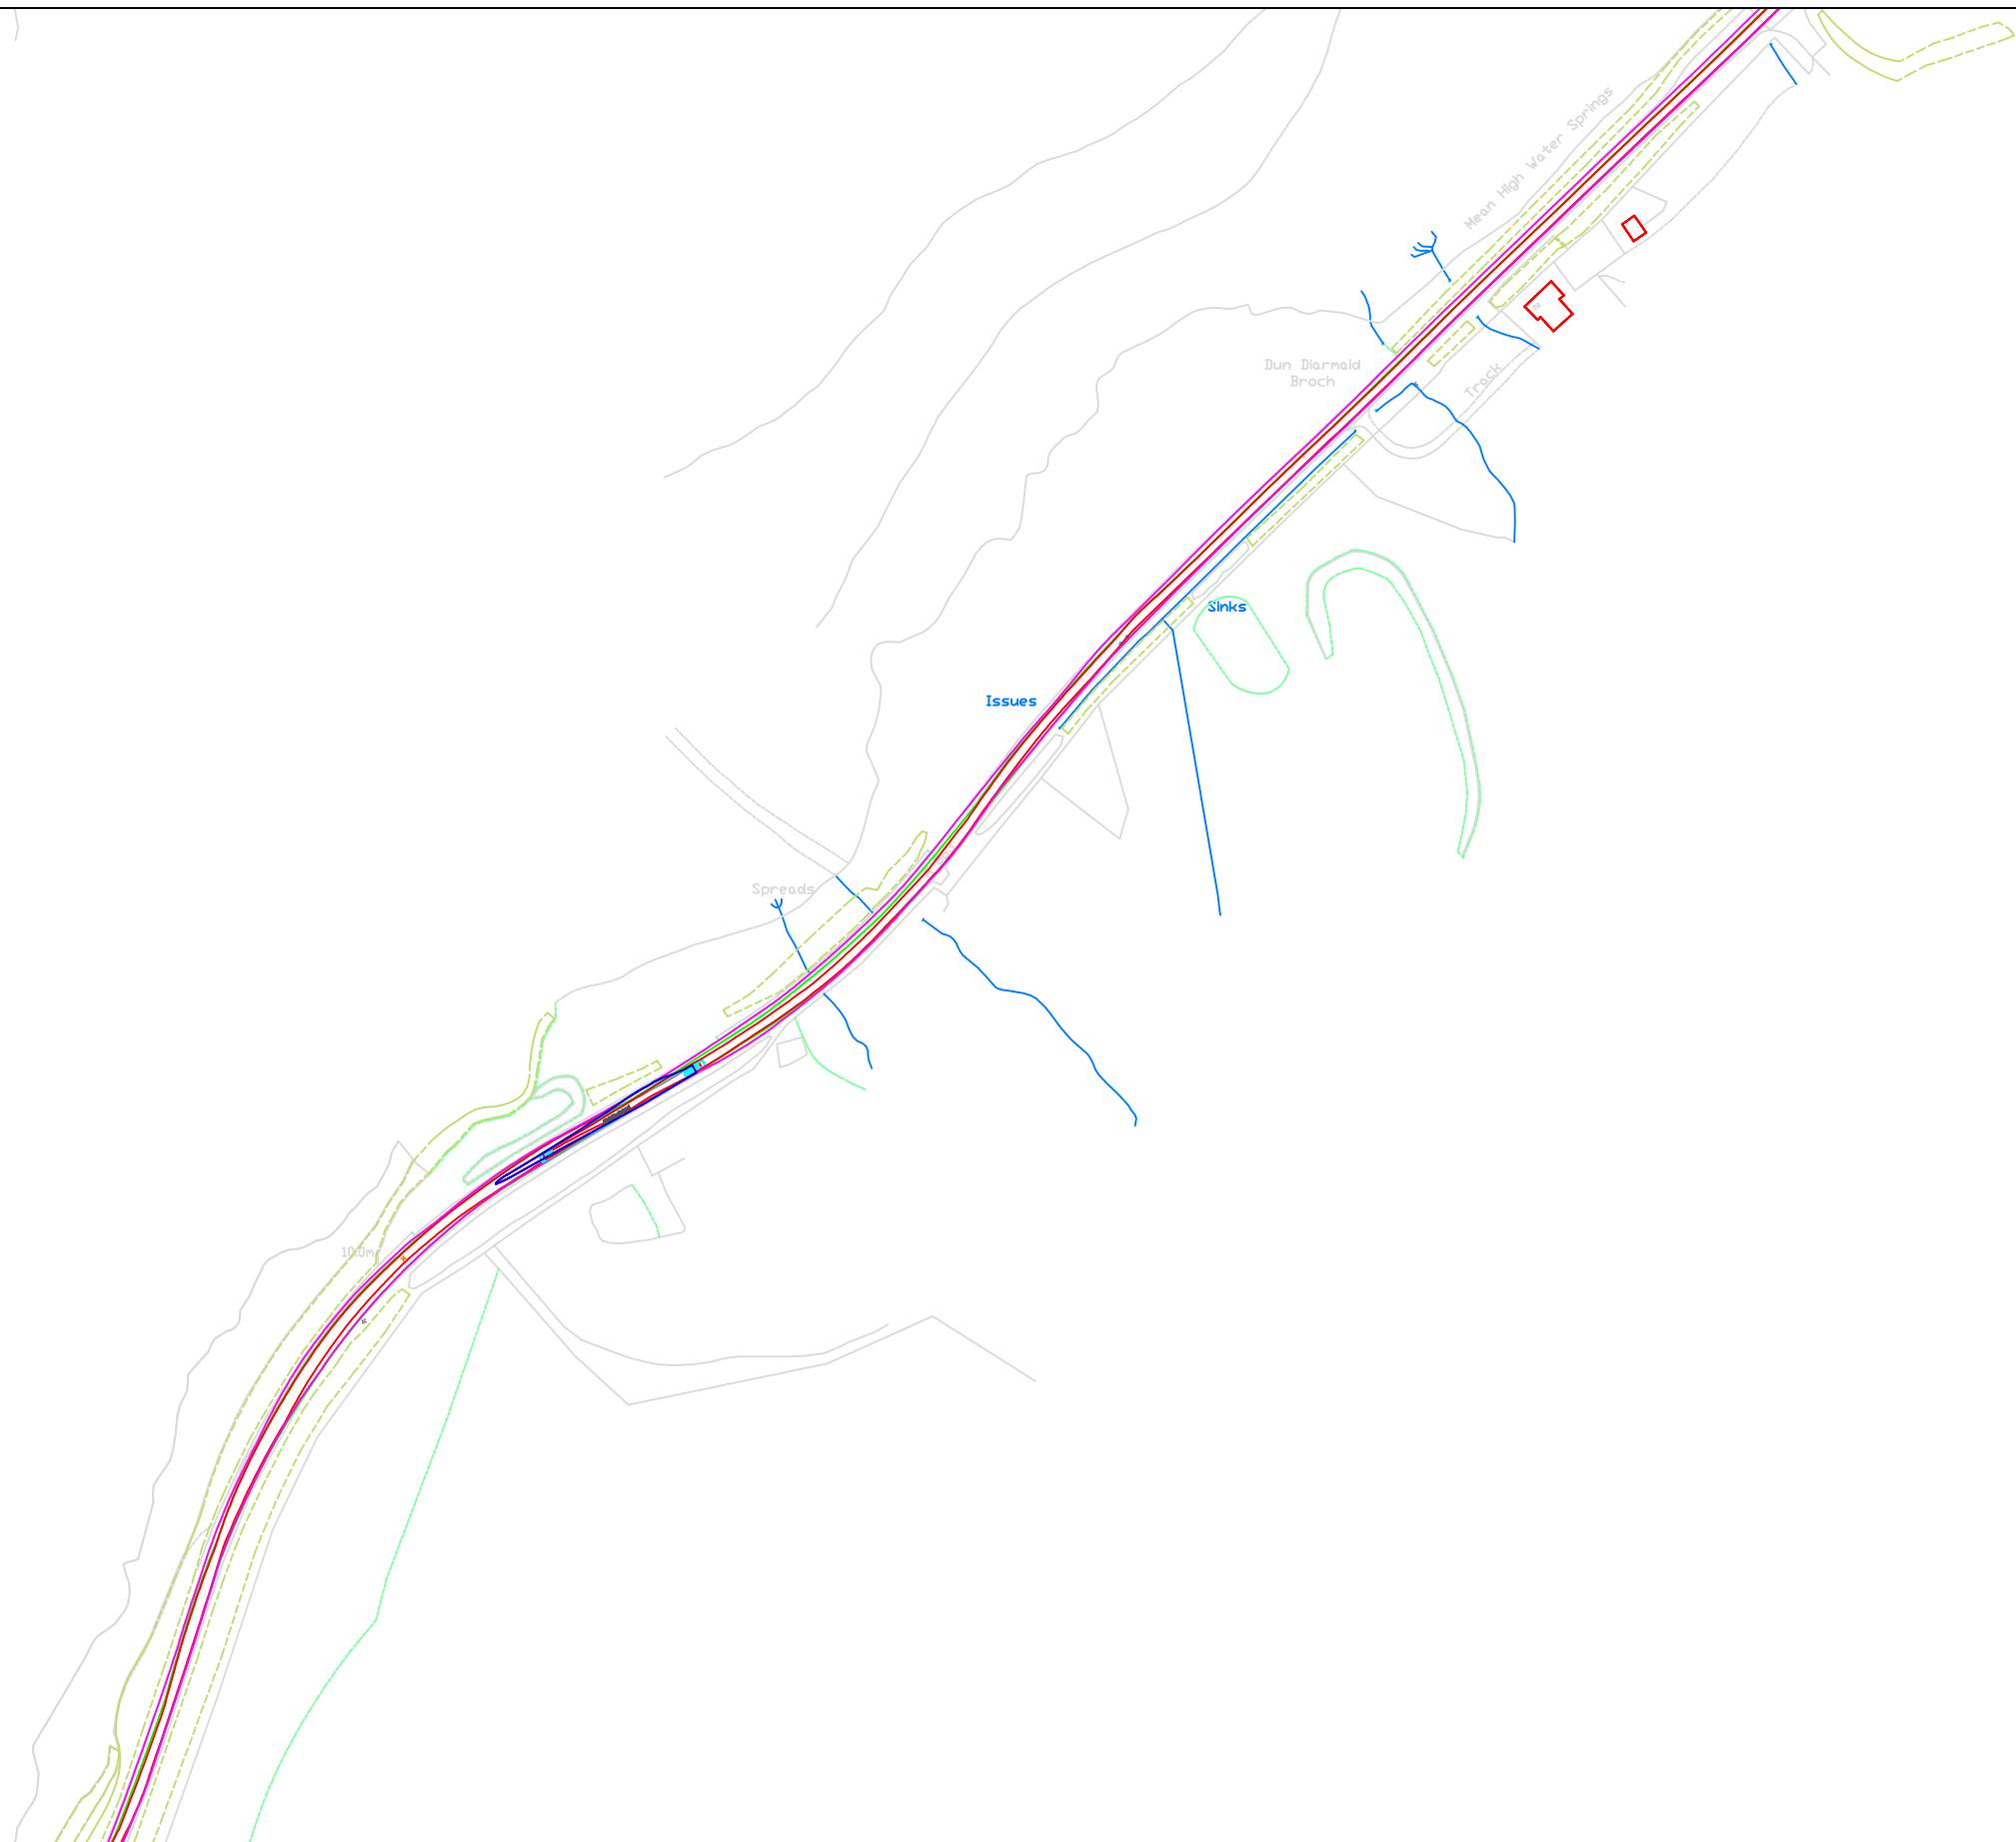 Mean High Water Springs
Dun Diarmaid
Broch
Track
Sinks
Issues
Spreads
10.0m